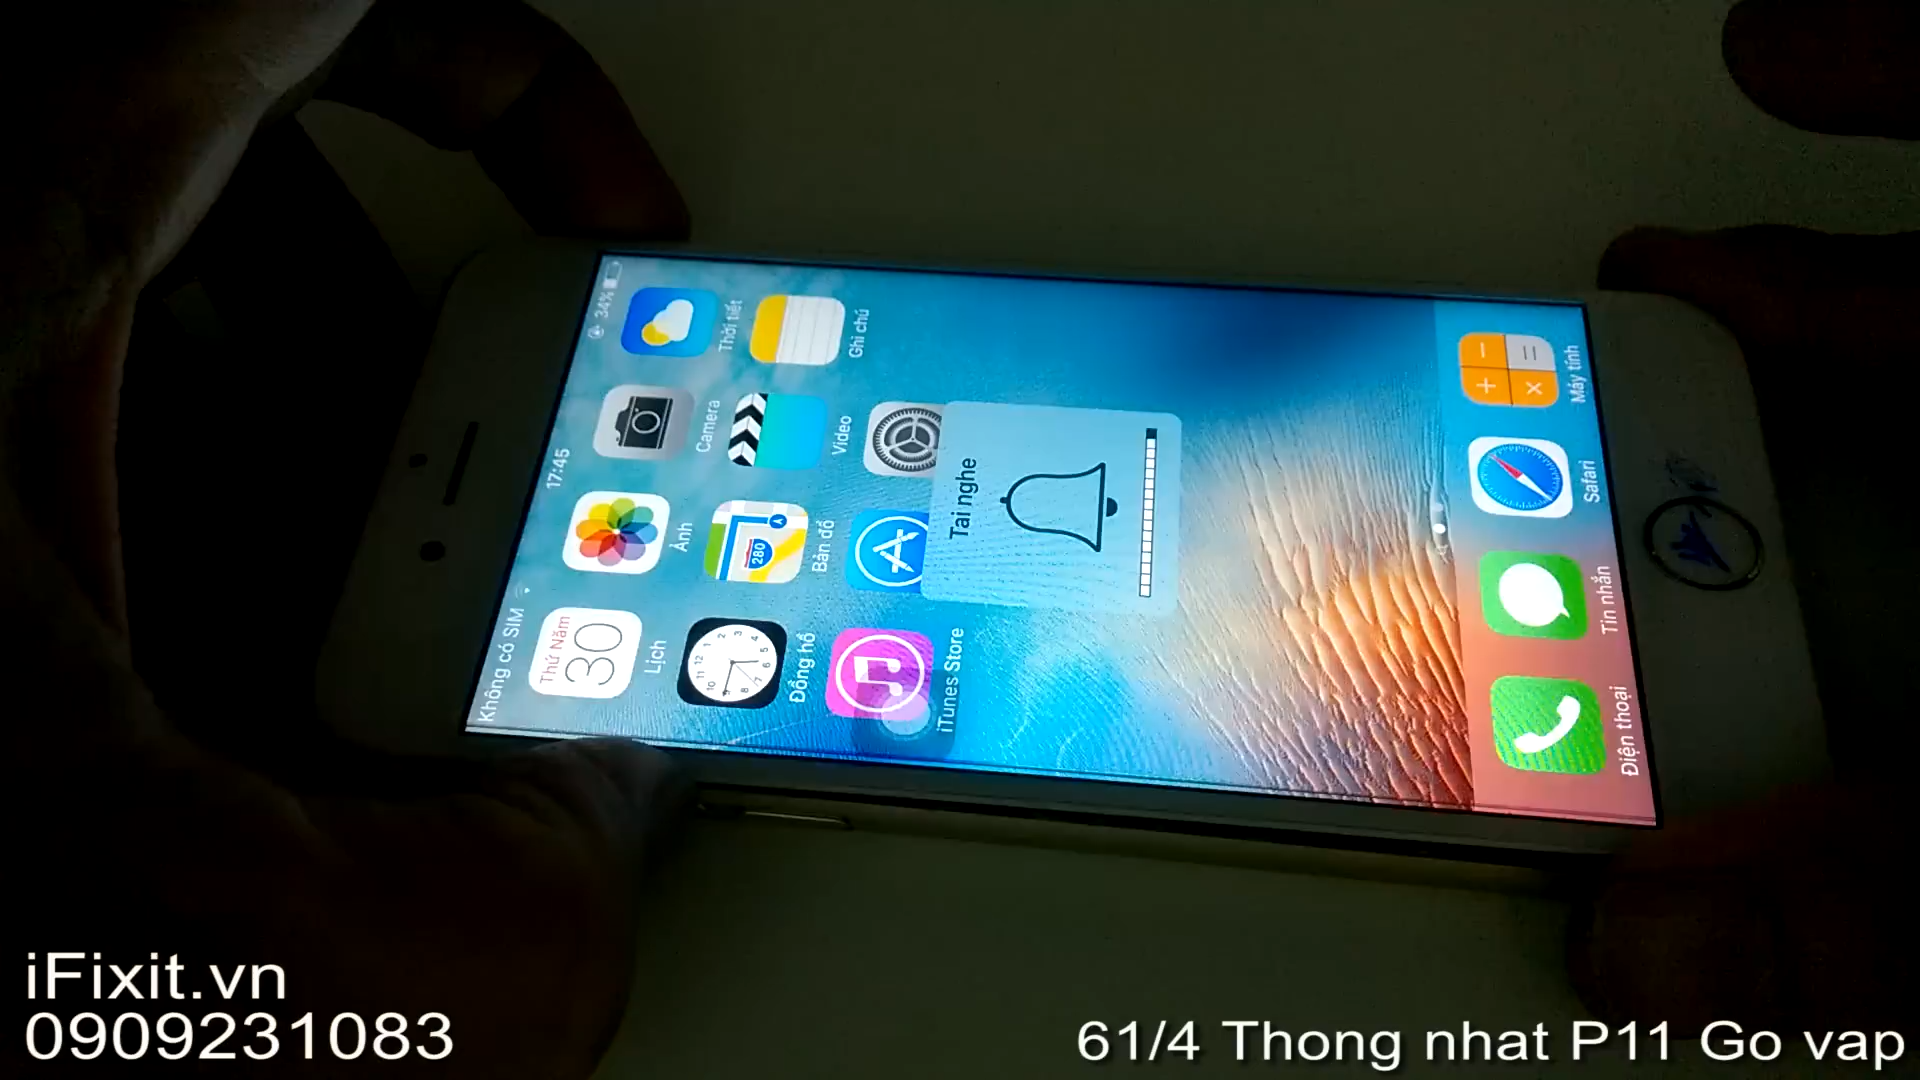 Không có SIM
17:45
34%
Thứ Năm
30
Lịch
Ảnh
Camera
Thời tiết
Đồng hồ
Bản đồ
280
Video
Ghi chú
iTunes Store
Tai nghe
Điện thoại
Tin nhắn
Safari
Máy tính
iFixit.vn
0909231083
61/4 Thong nhat P11 Go vap